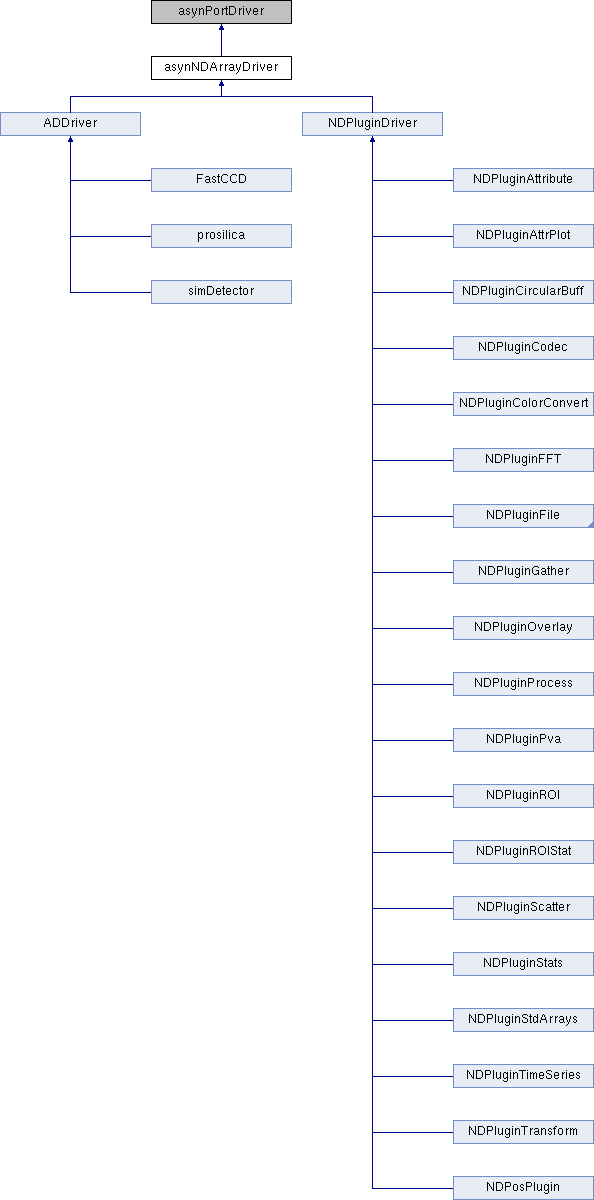 asynPortDriver
asynNDArrayDriver
ADDriver
NDPluginDriver
FastCCD
NDPluginAttribute
prosilica
NDPluginAttrPlot
simDetector
NDPluginCircularBuff
NDPluginCodec
NDPluginColorConvert
NDPluginFFT
NDPluginFile
NDPluginGather
NDPluginOverlay
NDPluginProcess
NDPluginPva
NDPluginROI
NDPluginROIStat
NDPluginScatter
NDPluginStats
NDPluginStdArrays
NDPluginTimeSeries
NDPluginTransform
NDPosPlugin